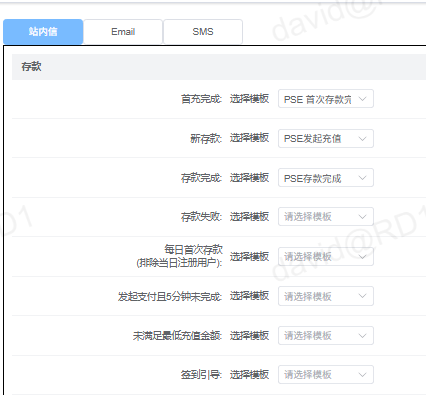 站内信 Email SMS
存款
首充完成: 选择模板 PSE 首次存款完
新存款: 选择模板 PSE发起充值
存款完成: 选择模板 PSE存款完成
存款失败: 选择模板 请选择模板
每日首次存款
(排除当日注册用户): 选择模板 请选择模板
发起支付且5分钟未完成: 选择模板 请选择模板
未满足最低充值金额: 选择模板 请选择模板
签到引导: 选择模板 请选择模板
david@RD1
david@RD1
RD1